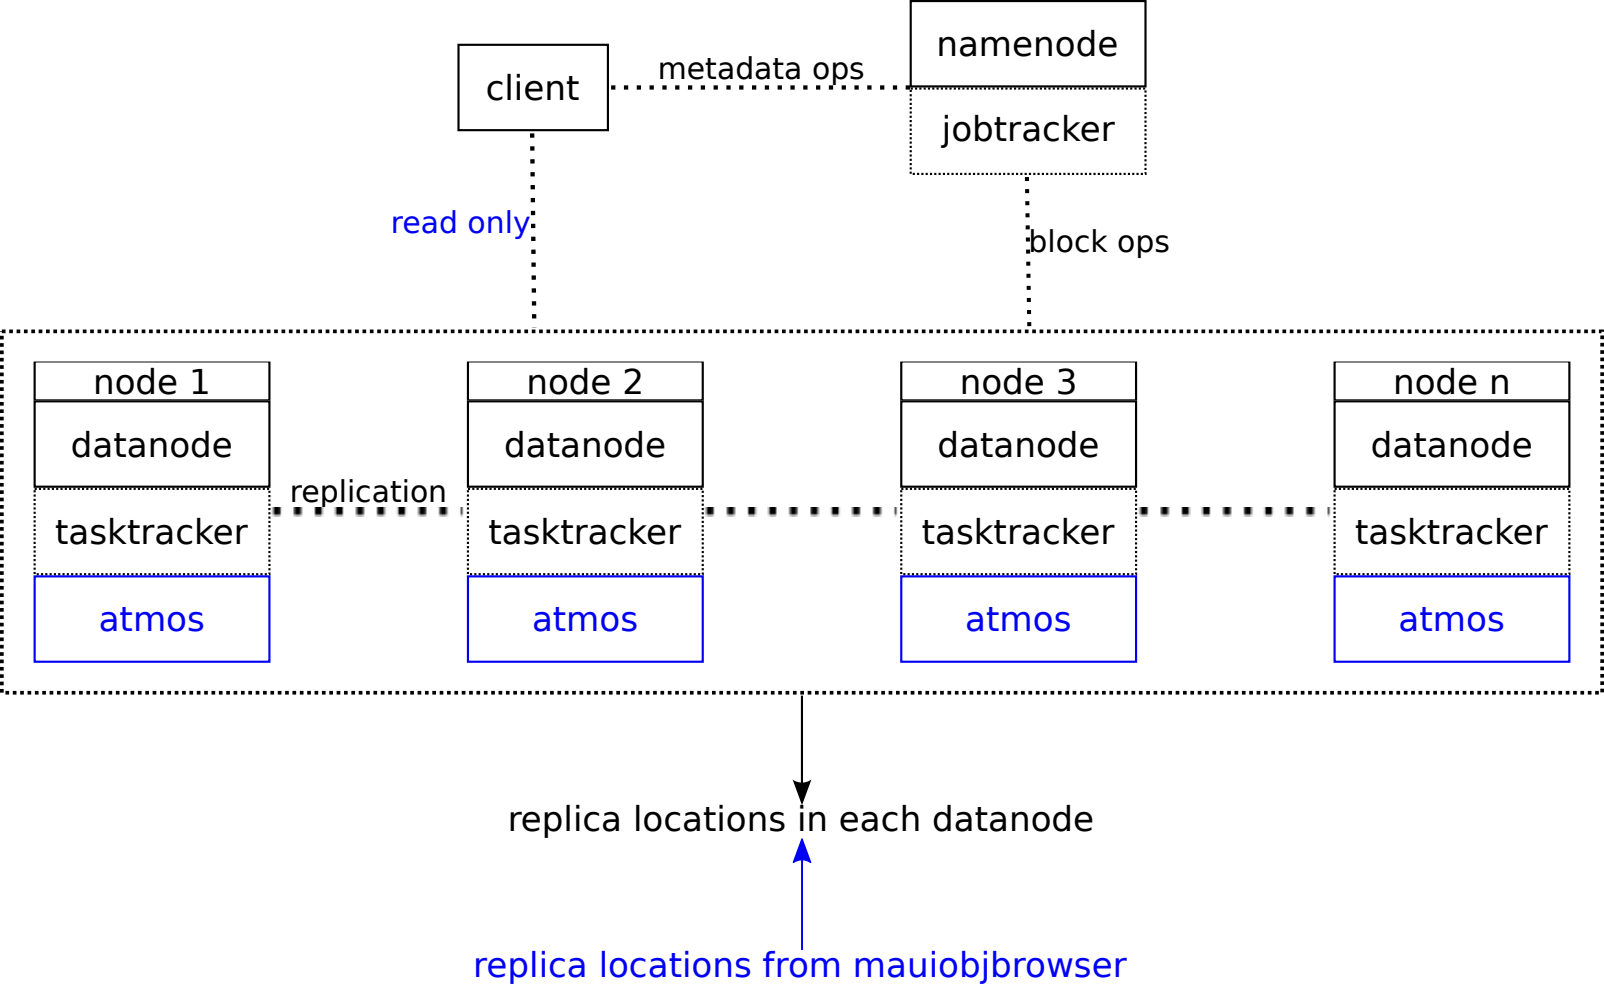 namenode
client
metadata ops
jobtracker
read only
block ops
node 1
datanode
tasktracker
atmos
replication
node 2
datanode
tasktracker
atmos
node 3
datanode
tasktracker
atmos
node n
datanode
tasktracker
atmos
replica locations in each datanode
replica locations from mauiobjbrowser